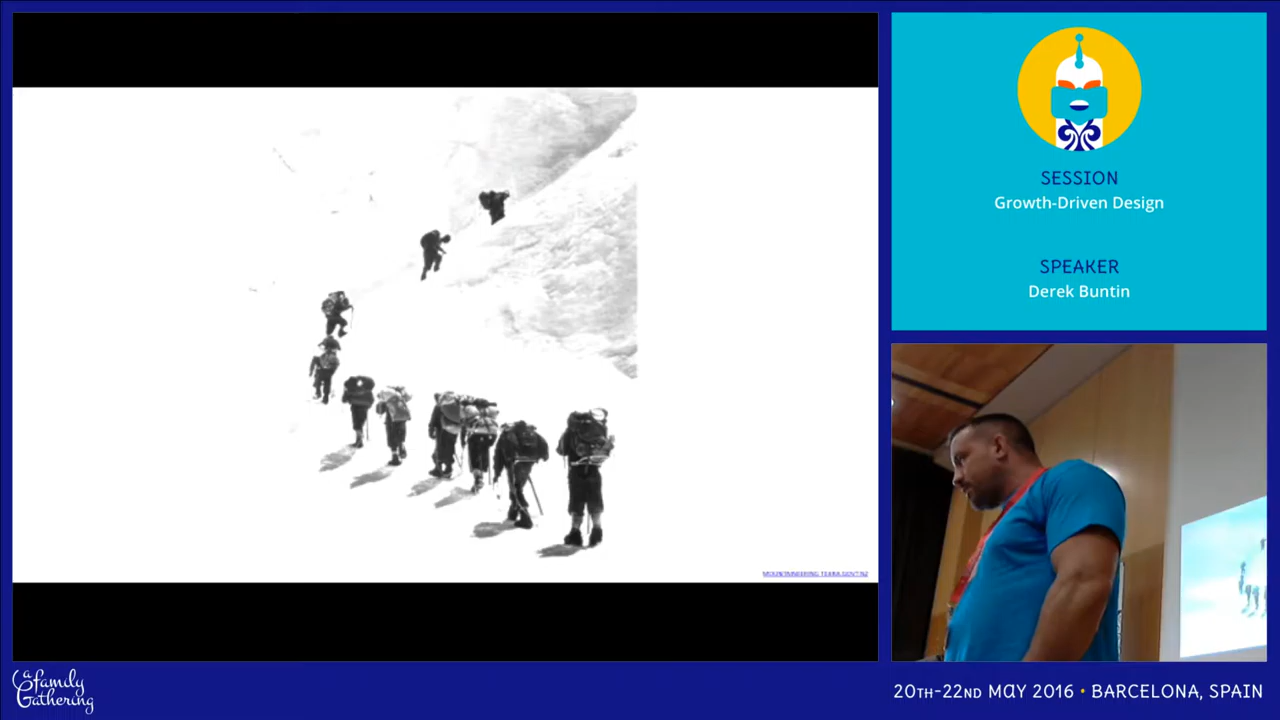 SESSION
Growth-Driven Design
SPEAKER
Derek Buntin
a family
Gathering
20TH-22ND MAY 2016 • BARCELONA, SPAIN